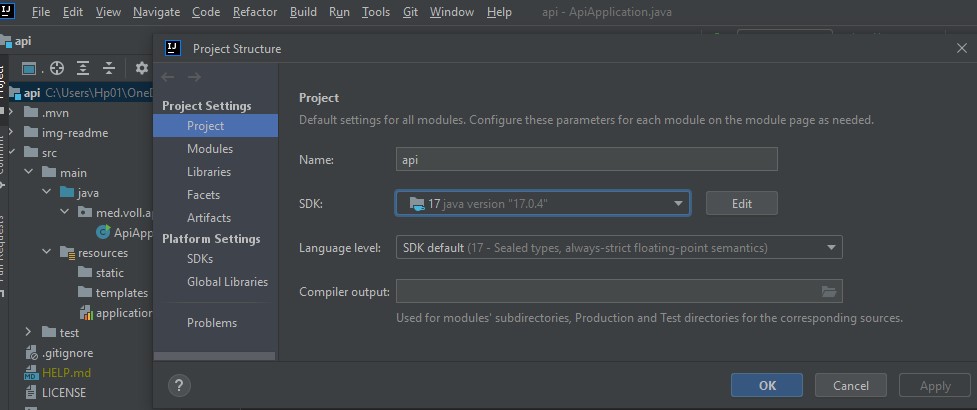 File Edit View Navigate Code Refactor Build Run Tools Git Window Help api - ApiApplication.java
api
Project Structure
Project
api C:\Users\Hp01\OneD
.mvn
img-readme
src
main
java
med.voll.a
ApiApp
resources
static
templates
application
test
.gitignore
HELP.md
LICENSE
Project Settings
Project
Modules
Libraries
Facets
Artifacts
Platform Settings
SDKs
Global Libraries
Problems
Project
Default settings for all modules. Configure these parameters for each module on the module page as needed.
Name: api
SDK: 17 java version "17.0.4" Edit
Language level: SDK default (17 - Sealed types, always-strict floating-point semantics)
Compiler output:
Used for modules' subdirectories, Production and Test directories for the corresponding sources.
? OK Cancel Apply